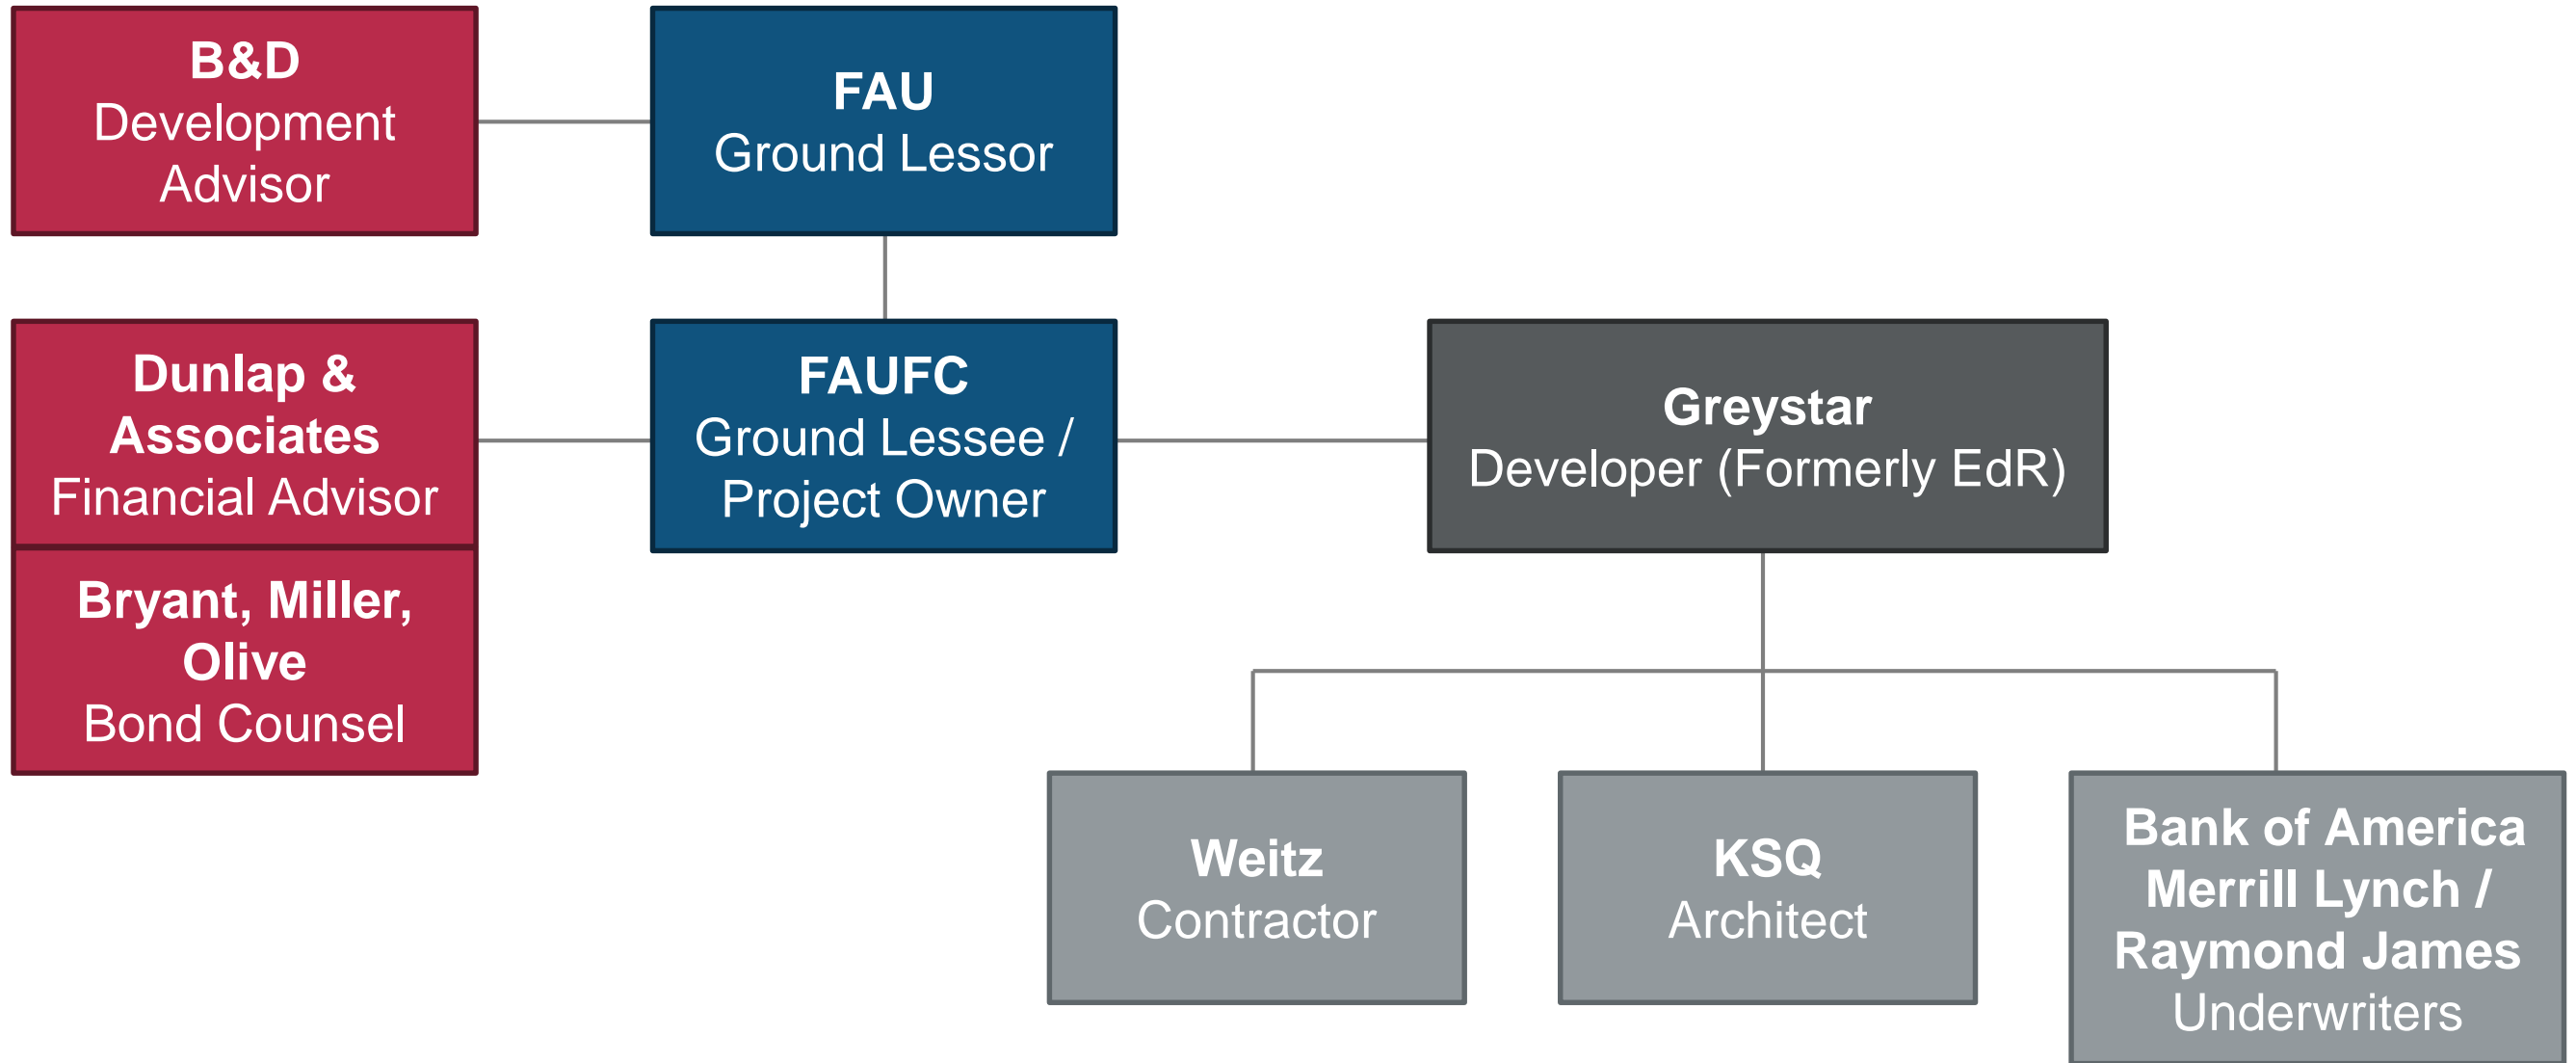 B&D
Development
Advisor
FAU
Ground Lessor
Dunlap &
Associates
Financial Advisor
FAUFC
Ground Lessee /
Project Owner
Greystar
Developer (Formerly EdR)
Bryant, Miller,
Olive
Bond Counsel
Weitz
Contractor
KSQ
Architect
Bank of America
Merrill Lynch /
Raymond James
Underwriters